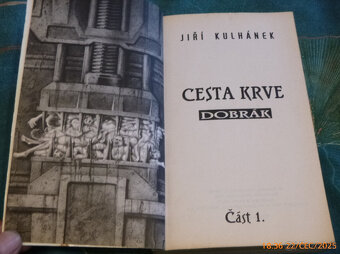 JIŘÍ KULHÁNEK
CESTA KRVE
DOBRÁK
Část 1.